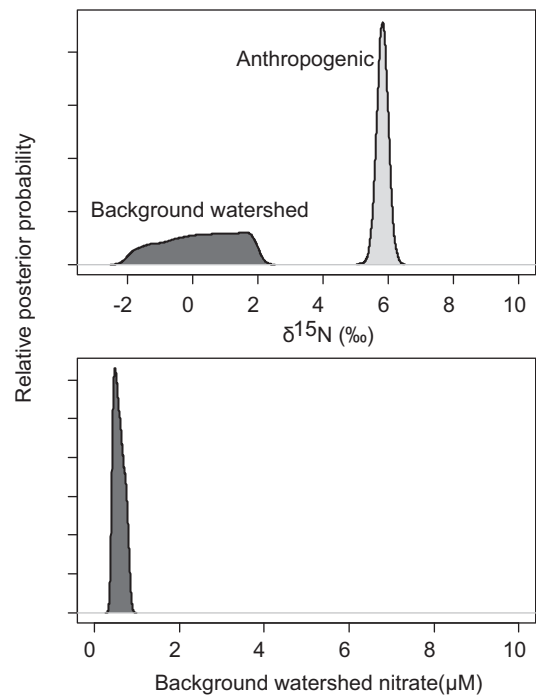 Relative posterior probability
Anthropogenic
Background watershed
-2 0 2 4 6 8 10
δ15N (‰)
0 2 4 6 8 10
Background watershed nitrate(μM)